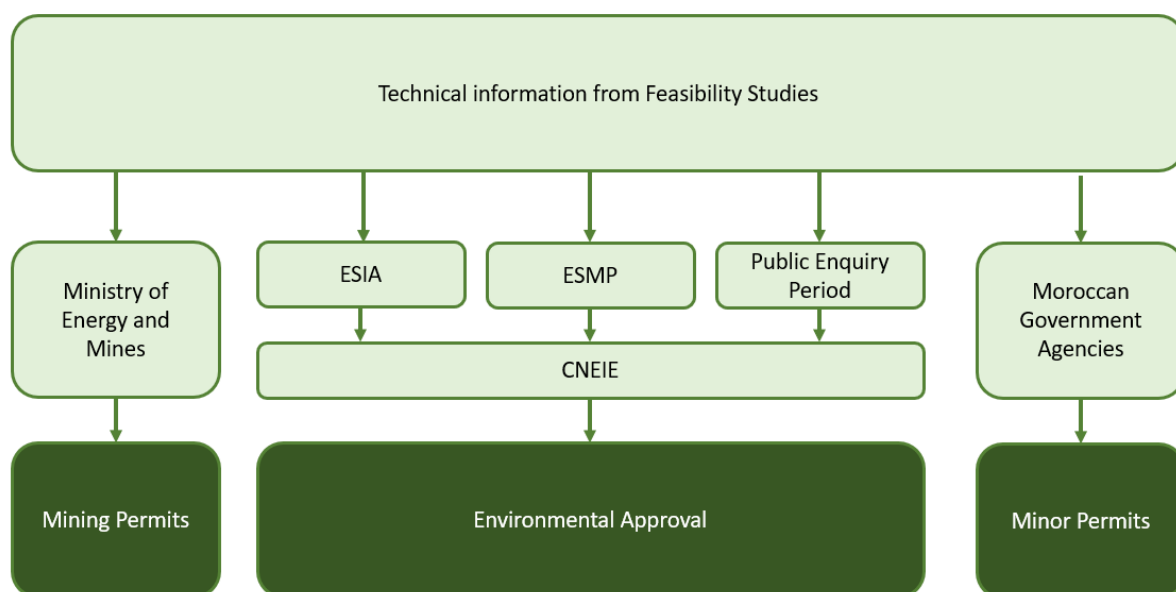 Technical information from Feasibility Studies
Ministry of
Energy and
Mines
ESIA
ESMP
Public Enquiry
Period
CNEIE
Moroccan
Government
Agencies
Mining Permits
Environmental Approval
Minor Permits